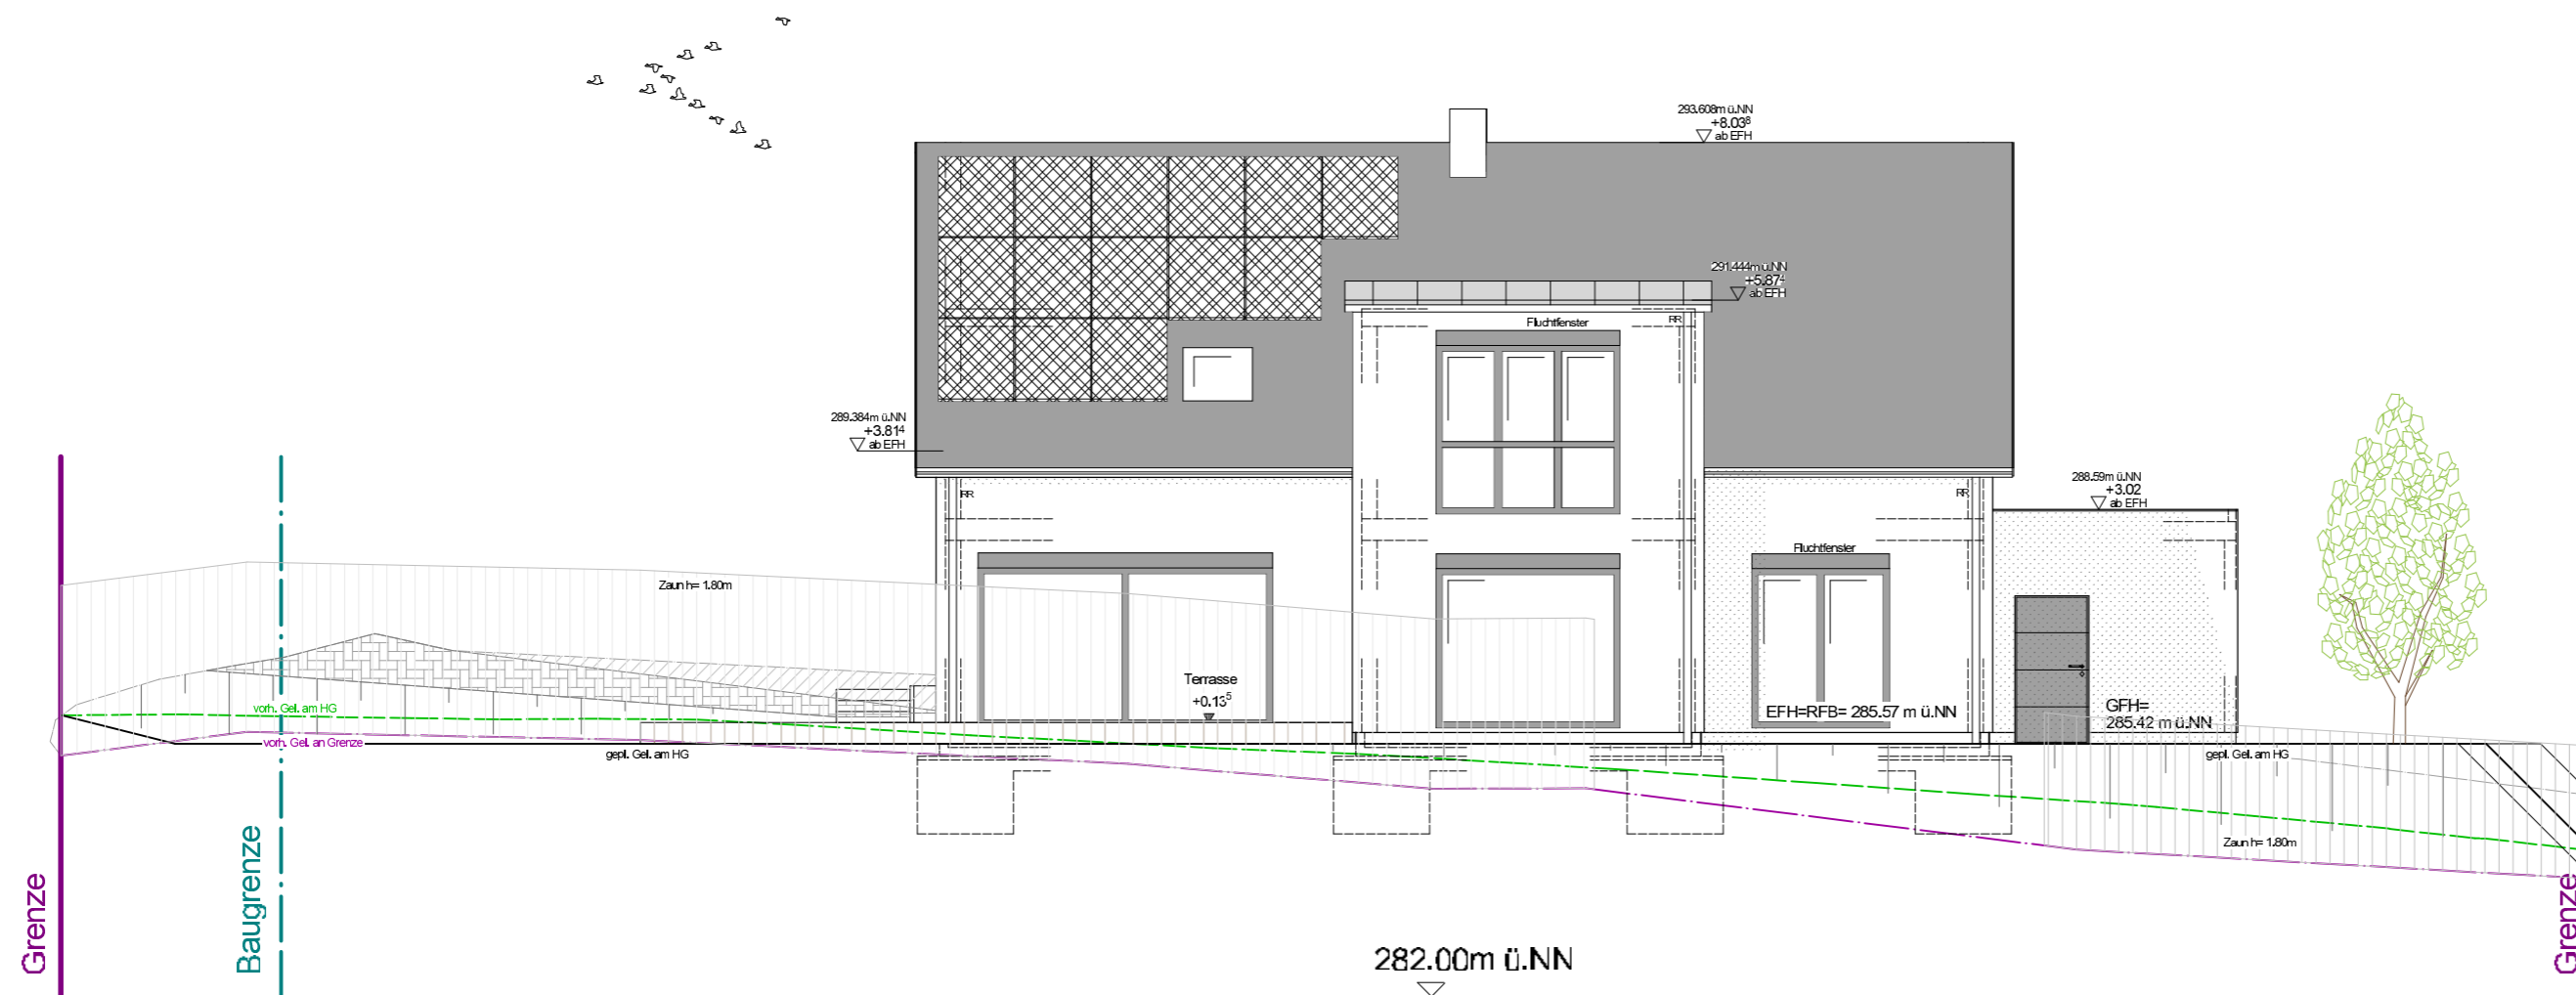 293.608m ü.NN
+8.03⁸
ab EFH
291.444m ü.NN
+5.87⁴
ab EFH
Fluchtfenster
RR
289.384m ü.NN
+3.81⁴
ab EFH
288.59m ü.NN
+3.02
ab EFH
RR
RR
Fluchtfenster
Zaun h= 1.80m
Terrasse
+0.13⁵
vorh. Gel. am HG
EFH=RFB= 285.57 m ü.NN
GFH=
285.42 m ü.NN
vorh. Gel. an Grenze
gepl. Gel. am HG
gepl. Gel. am HG
Zaun h= 1.80m
Grenze
Baugrenze
Grenze
282.00m ü.NN